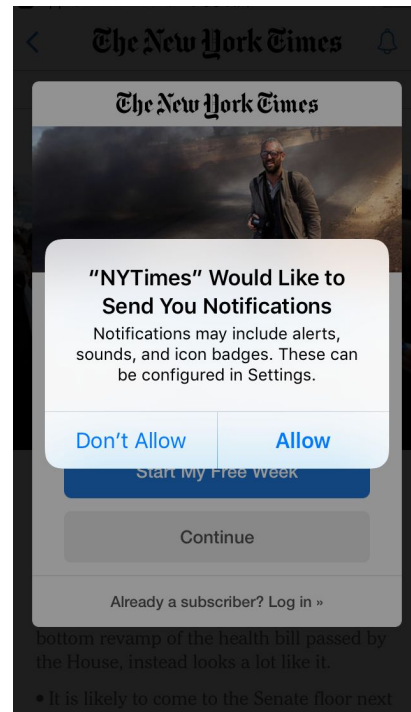 The New York Times
The New York Times
“NYTimes” Would Like to
Send You Notifications
Notifications may include alerts,
sounds, and icon badges. These can
be configured in Settings.
Don’t Allow
Allow
Start My Free Week
Continue
Already a subscriber? Log in »
bottom revamp of the health bill passed by
the House, instead looks a lot like it.
• It is likely to come to the Senate floor next